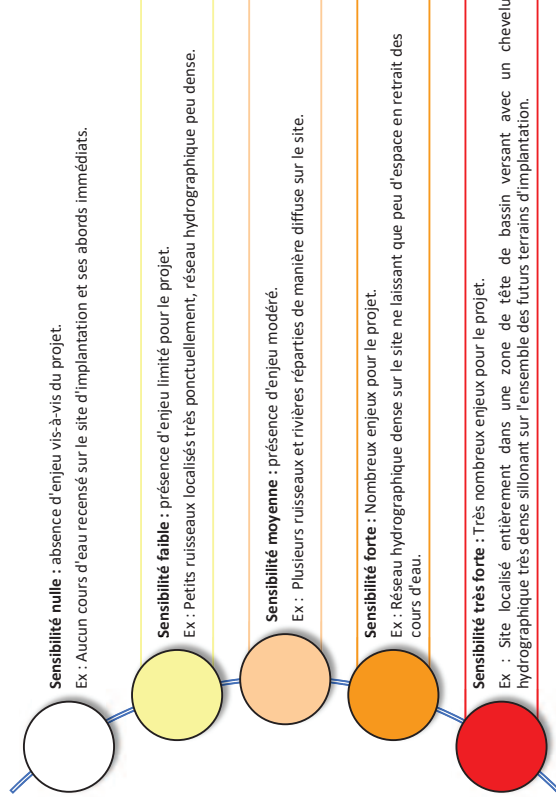 Sensibilité nulle : absence d'enjeu vis-à-vis du projet.
Ex : Aucun cours d'eau recensé sur le site d'implantation et ses abords immédiats.
Sensibilité faible : présence d'enjeu limité pour le projet.
Ex : Petits ruisseaux localisés très ponctuellement, réseau hydrographique peu dense.
Sensibilité moyenne : présence d'enjeu modéré.
Ex : Plusieurs ruisseaux et rivières réparties de manière diffuse sur le site.
Sensibilité forte : Nombreux enjeux pour le projet.
Ex : Réseau hydrographique dense sur le site ne laissant que peu d'espace en retrait des
cours d'eau.
Sensibilité très forte : Très nombreux enjeux pour le projet.
Ex : Site localisé entièrement dans une zone de tête de bassin versant avec un chevelu
hydrographique très dense sillonant sur l'ensemble des futurs terrains d'implantation.